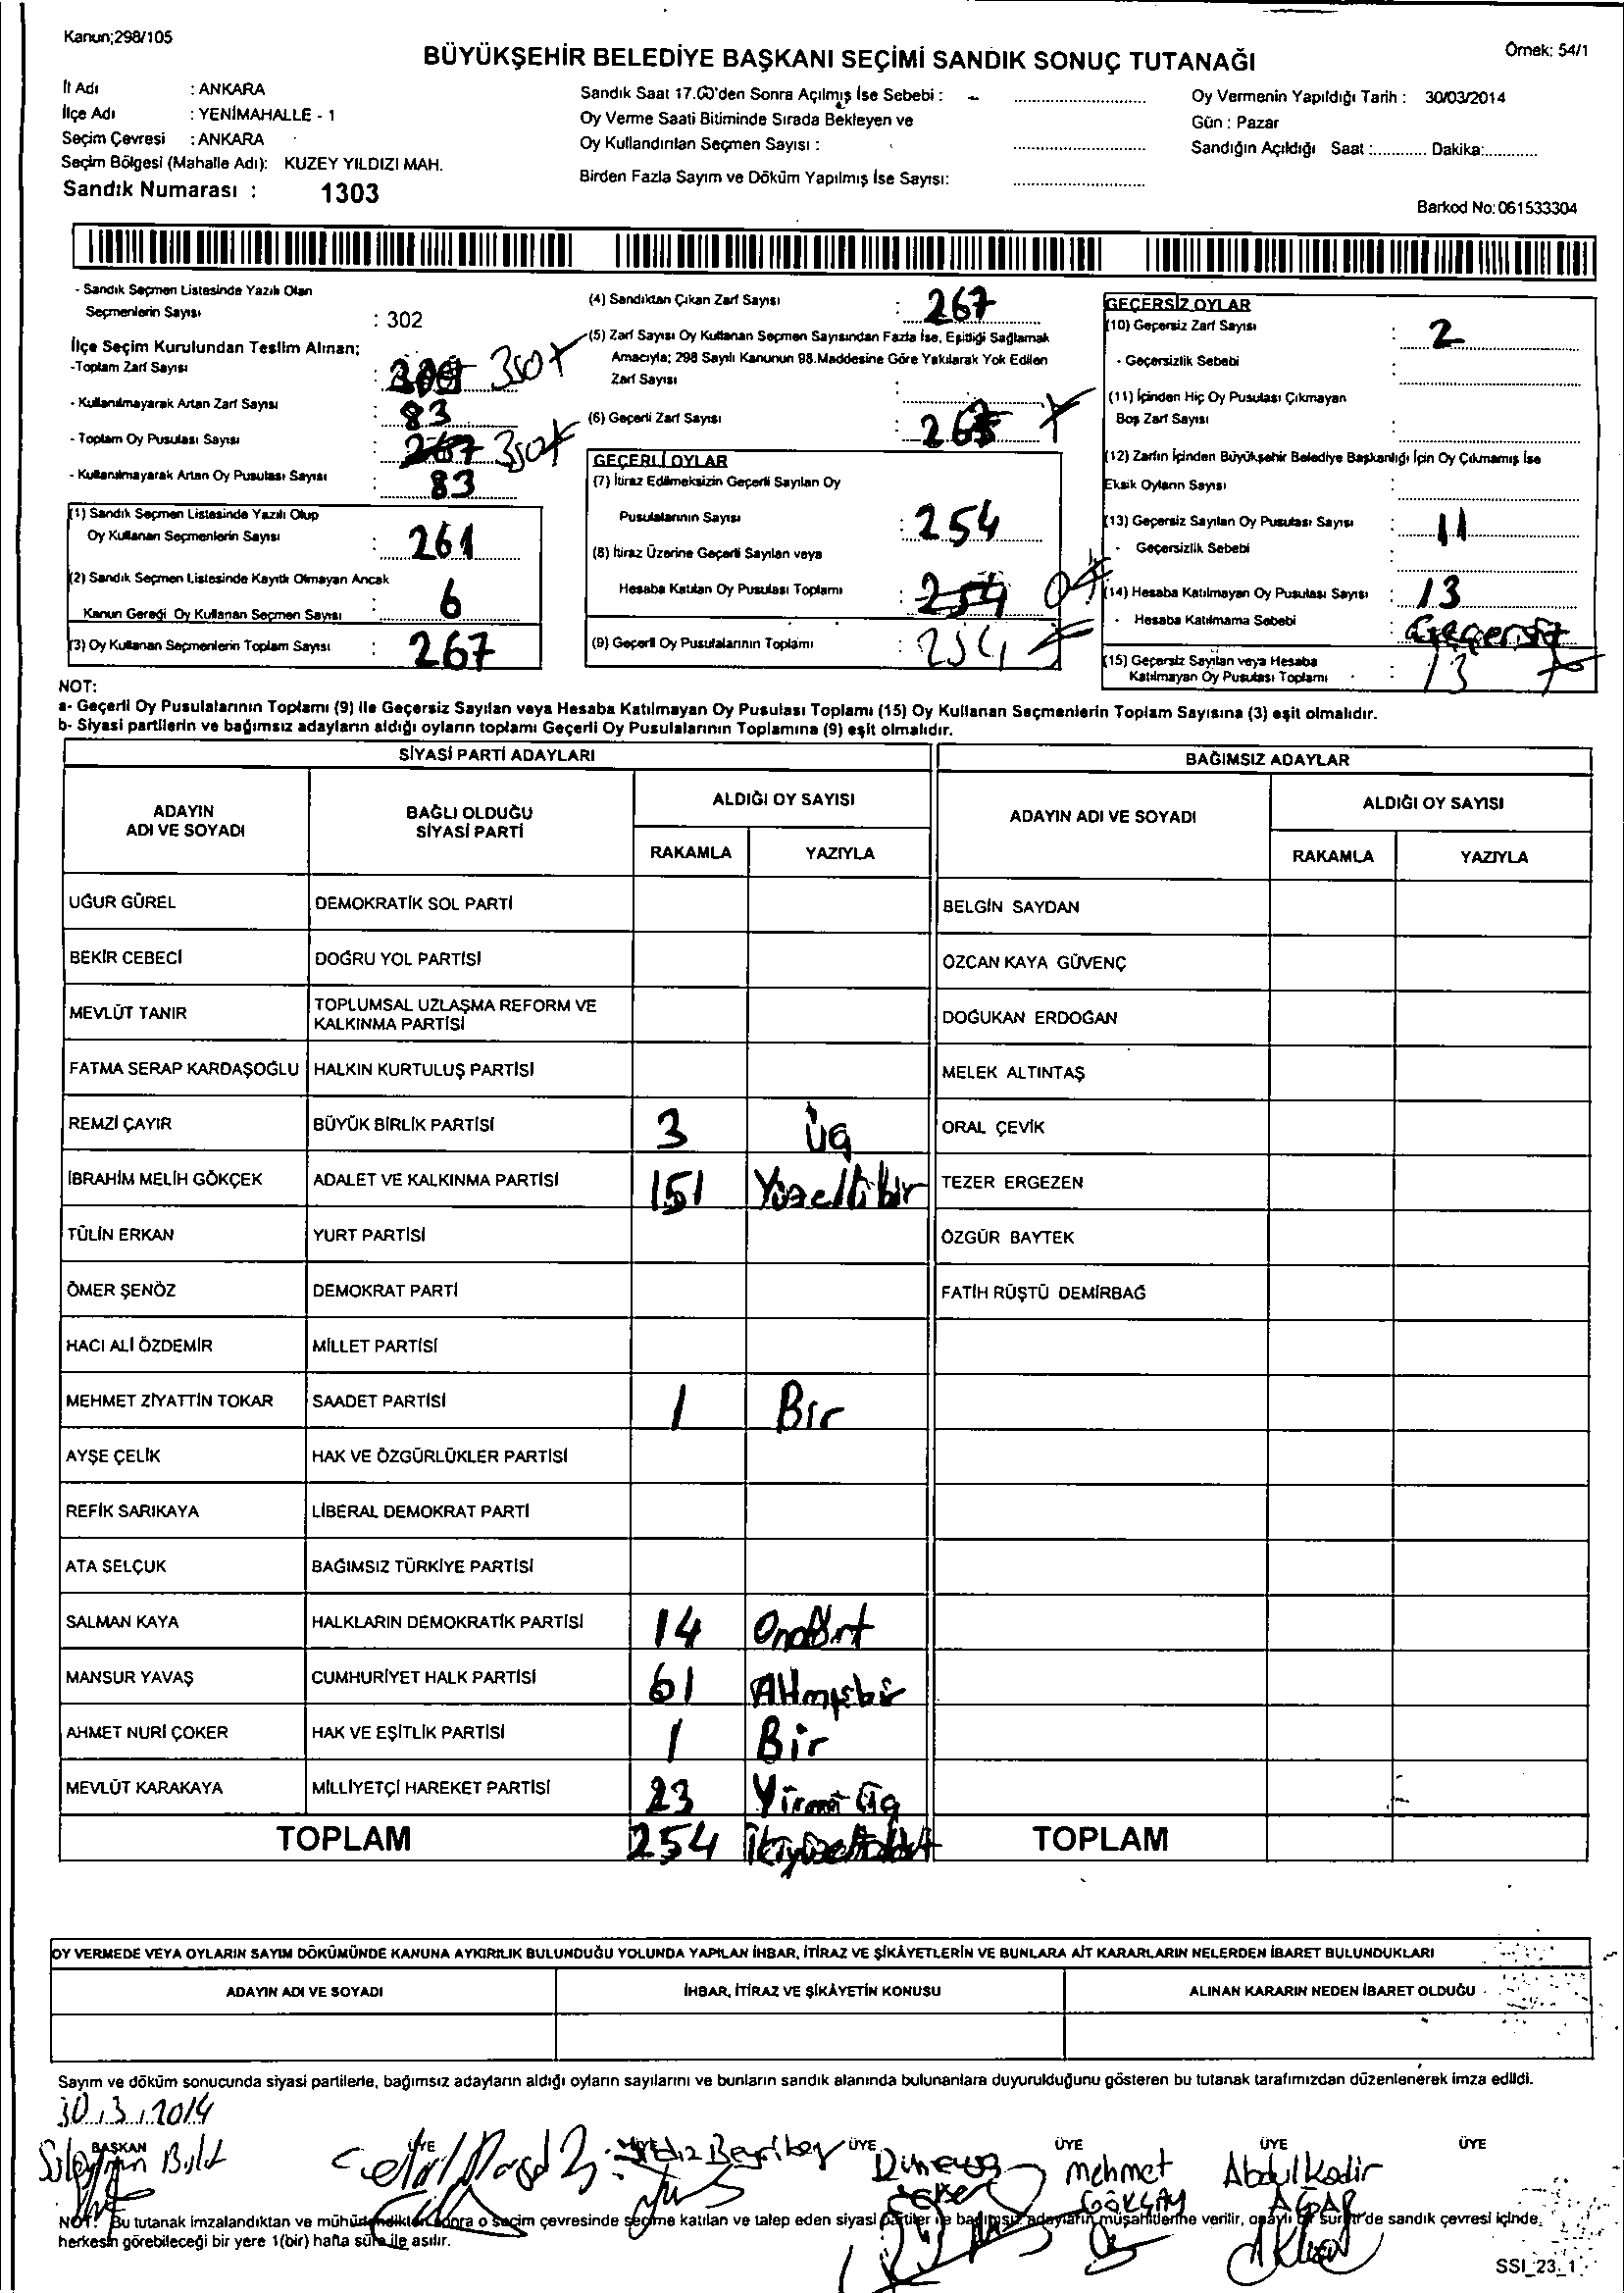 Kanun;298/105
Örnek: 54/1
BÜYÜKŞEHİR BELEDİYE BAŞKANI SEÇİMİ SANDIK SONUÇ TUTANAĞI
İl Adı : ANKARA
İlçe Adı : YENİMAHALLE - 1
Seçim Çevresi : ANKARA
Seçim Bölgesi (Mahalle Adı): KUZEY YILDIZI MAH.
Sandık Numarası : 1303
Sandık Saat 17.00'den Sonra Açılmış İse Sebebi : -
Oy Verme Saati Bitiminde Sırada Bekleyen ve
Oy Kullandırılan Seçmen Sayısı :
Birden Fazla Sayım ve Döküm Yapılmış İse Sayısı:
Oy Vermenin Yapıldığı Tarih : 30/03/2014
Gün : Pazar
Sandığın Açıldığı Saat :............ Dakika:............
Barkod No: 061533304
- Sandık Seçmen Listesinde Yazılı Olan
Seçmenlerin Sayısı : 302
İlçe Seçim Kurulundan Teslim Alınan;
-Toplam Zarf Sayısı : 350
- Kullanılmayarak Artan Zarf Sayısı : 83
- Toplam Oy Pusulası Sayısı : 267 350
- Kullanılmayarak Artan Oy Pusulası Sayısı : 83
(1) Sandık Seçmen Listesinde Yazılı Olup
Oy Kullanan Seçmenlerin Sayısı : 261
(2) Sandık Seçmen Listesinde Kayıtlı Olmayan Ancak
Kanun Gereği Oy Kullanan Seçmen Sayısı : 6
(3) Oy Kullanan Seçmenlerin Toplam Sayısı : 267
(4) Sandıktan Çıkan Zarf Sayısı : 267
(5) Zarf Sayısı Oy Kullanan Seçmen Sayısından Fazla İse, Eşitliği Sağlamak
Amacıyla; 298 Sayılı Kanunun 98.Maddesine Göre Yakılarak Yok Edilen
Zarf Sayısı :
(6) Geçerli Zarf Sayısı :
GEÇERLİ OYLAR
(7) İtiraz Edilmeksizin Geçerli Sayılan Oy
Pusulalarının Sayısı : 254
(8) İtiraz Üzerine Geçerli Sayılan veya
Hesaba Katılan Oy Pusulası Toplamı : 254 0
(9) Geçerli Oy Pusulalarının Toplamı : 254
GEÇERSİZ OYLAR
(10) Geçersiz Zarf Sayısı : 2
- Geçersizlik Sebebi :
(11) İçinden Hiç Oy Pusulası Çıkmayan
Boş Zarf Sayısı :
(12) Zarfın İçinden Büyükşehir Belediye Başkanlığı İçin Oy Çıkmamış İse
Eksik Oyların Sayısı :
(13) Geçersiz Sayılan Oy Pusulası Sayısı : 11
- Geçersizlik Sebebi :
(14) Hesaba Katılmayan Oy Pusulası Sayısı : 13
- Hesaba Katılmama Sebebi : Geçersiz
(15) Geçersiz Sayılan veya Hesaba
Katılmayan Oy Pusulası Toplamı : 13
NOT:
a- Geçerli Oy Pusulalarının Toplamı (9) ile Geçersiz Sayılan veya Hesaba Katılmayan Oy Pusulası Toplamı (15) Oy Kullanan Seçmenlerin Toplam Sayısına (3) eşit olmalıdır.
b- Siyasi partilerin ve bağımsız adayların aldığı oyların toplamı Geçerli Oy Pusulalarının Toplamına (9) eşit olmalıdır.
SİYASİ PARTİ ADAYLARI BAĞIMSIZ ADAYLAR
ADAYIN ADI VE SOYADI
BAĞLI OLDUĞU SİYASİ PARTİ
ALDIĞI OY SAYISI
RAKAMLA YAZIYLA
ADAYIN ADI VE SOYADI
ALDIĞI OY SAYISI
RAKAMLA YAZIYLA
UĞUR GÜREL DEMOKRATİK SOL PARTİ BELGİN SAYDAN
BEKİR CEBECİ DOĞRU YOL PARTİSİ ÖZCAN KAYA GÜVENÇ
MEVLÜT TANIR TOPLUMSAL UZLAŞMA REFORM VE KALKINMA PARTİSİ DOĞUKAN ERDOĞAN
FATMA SERAP KARDAŞOĞLU HALKIN KURTULUŞ PARTİSİ MELEK ALTINTAŞ
REMZİ ÇAYIR BÜYÜK BİRLİK PARTİSİ 3 Üç ORAL ÇEVİK
İBRAHİM MELİH GÖKÇEK ADALET VE KALKINMA PARTİSİ 151 Yüzellibir TEZER ERGEZEN
TÜLİN ERKAN YURT PARTİSİ ÖZGÜR BAYTEK
ÖMER ŞENÖZ DEMOKRAT PARTİ FATİH RÜŞTÜ DEMİRBAĞ
HACI ALİ ÖZDEMİR MİLLET PARTİSİ
MEHMET ZİYATTİN TOKAR SAADET PARTİSİ 1 Bir
AYŞE ÇELİK HAK VE ÖZGÜRLÜKLER PARTİSİ
REFİK SARIKAYA LİBERAL DEMOKRAT PARTİ
ATA SELÇUK BAĞIMSIZ TÜRKİYE PARTİSİ
SALMAN KAYA HALKLARIN DEMOKRATİK PARTİSİ 14 Ondört
MANSUR YAVAŞ CUMHURİYET HALK PARTİSİ 61 Altmışbir
AHMET NURİ ÇOKER HAK VE EŞİTLİK PARTİSİ 1 Bir
MEVLÜT KARAKAYA MİLLİYETÇİ HAREKET PARTİSİ 23 Yirmi Üç
TOPLAM 254 TOPLAM
OY VERMEDE VEYA OYLARIN SAYIM DÖKÜMÜNDE KANUNA AYKIRILIK BULUNDUĞU YOLUNDA YAPILAN İHBAR, İTİRAZ VE ŞİKÂYETLERİN VE BUNLARA AİT KARARLARIN NELERDEN İBARET BULUNDUKLARI
ADAYIN ADI VE SOYADI İHBAR, İTİRAZ VE ŞİKÂYETİN KONUSU ALINAN KARARIN NEDEN İBARET OLDUĞU
Sayım ve döküm sonucunda siyasi partilerle, bağımsız adayların aldığı oyların sayılarını ve bunların sandık alanında bulunanlara duyurulduğunu gösteren bu tutanak tarafımızdan düzenlenerek imza edildi.
30.3.2014
BAŞKAN ÜYE ÜYE ÜYE ÜYE ÜYE
Mehmet Abdulkadir
GÖKÇAY
NOT: Bu tutanak imzalandıktan ve mühürlendikten sonra o seçim çevresinde seçime katılan ve talep eden siyasi partiler ile bağımsız adayların müşahitlerine verilir, onaylı bir sureti de sandık çevresi içinde,
herkesin görebileceği bir yere 1(bir) hafta süre ile asılır.
SSI_23_1